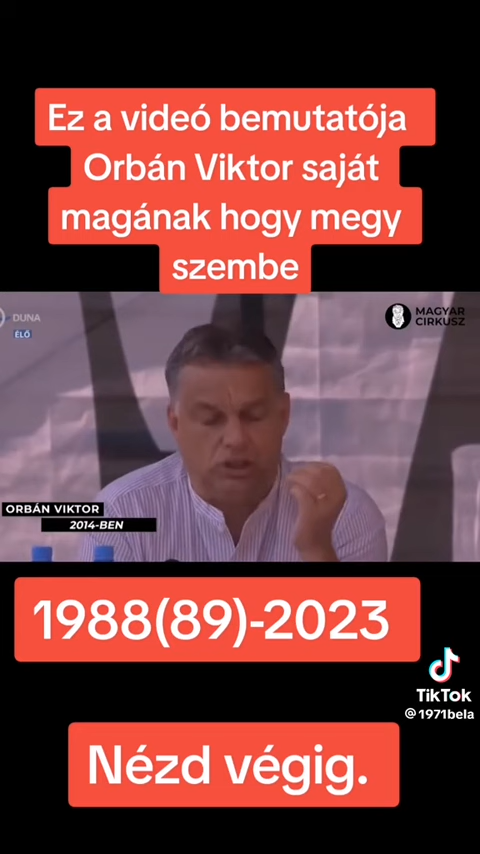 Ez a videó bemutatója
Orbán Viktor saját
magának hogy megy
szembe
DUNA
ÉLŐ
MAGYAR
CIRKUSZ
ORBÁN VIKTOR
2014-BEN
1988(89)-2023
TikTok
@1971bela
Nézd végig.